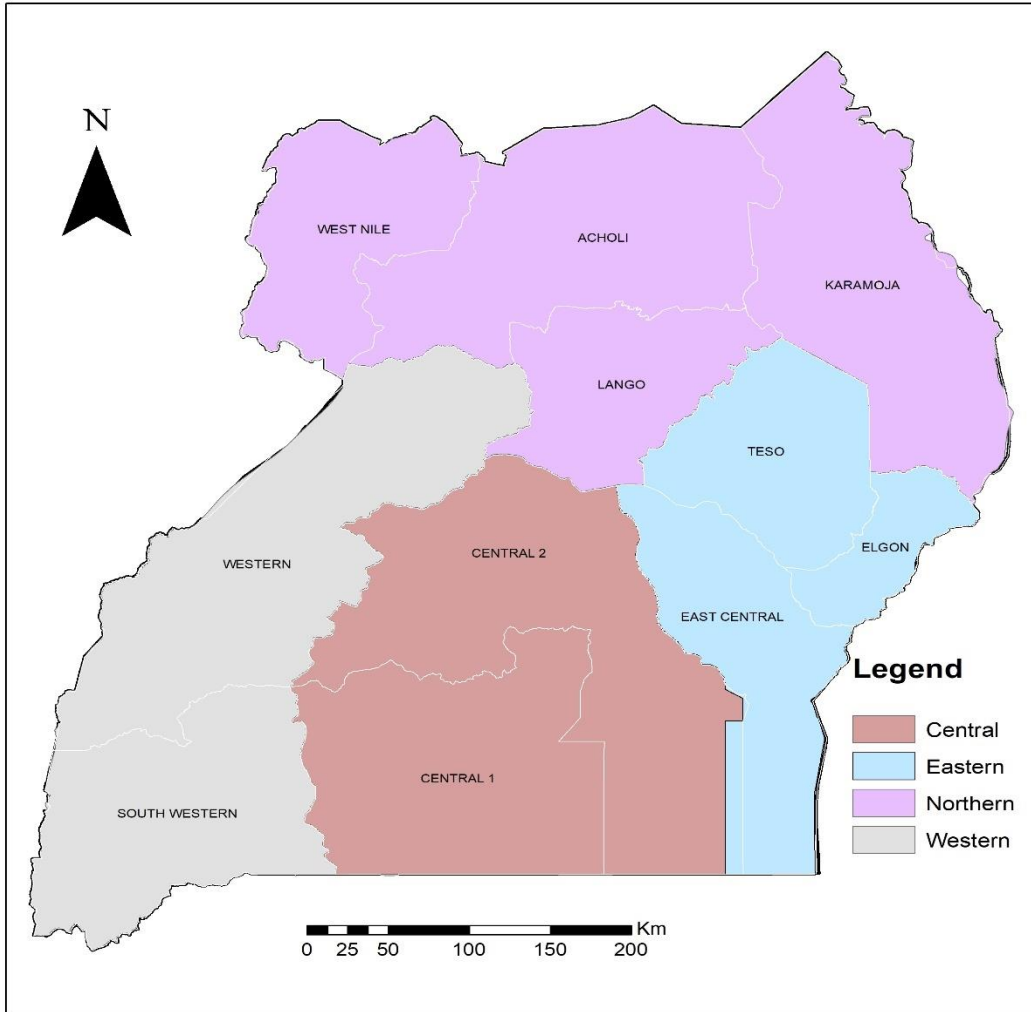 N
WEST NILE
ACHOLI
KARAMOJA
LANGO
TESO
ELGON
CENTRAL 2
WESTERN
EAST CENTRAL
CENTRAL 1
SOUTH WESTERN
Legend
Central
Eastern
Northern
Western
Km
0 25 50 100 150 200